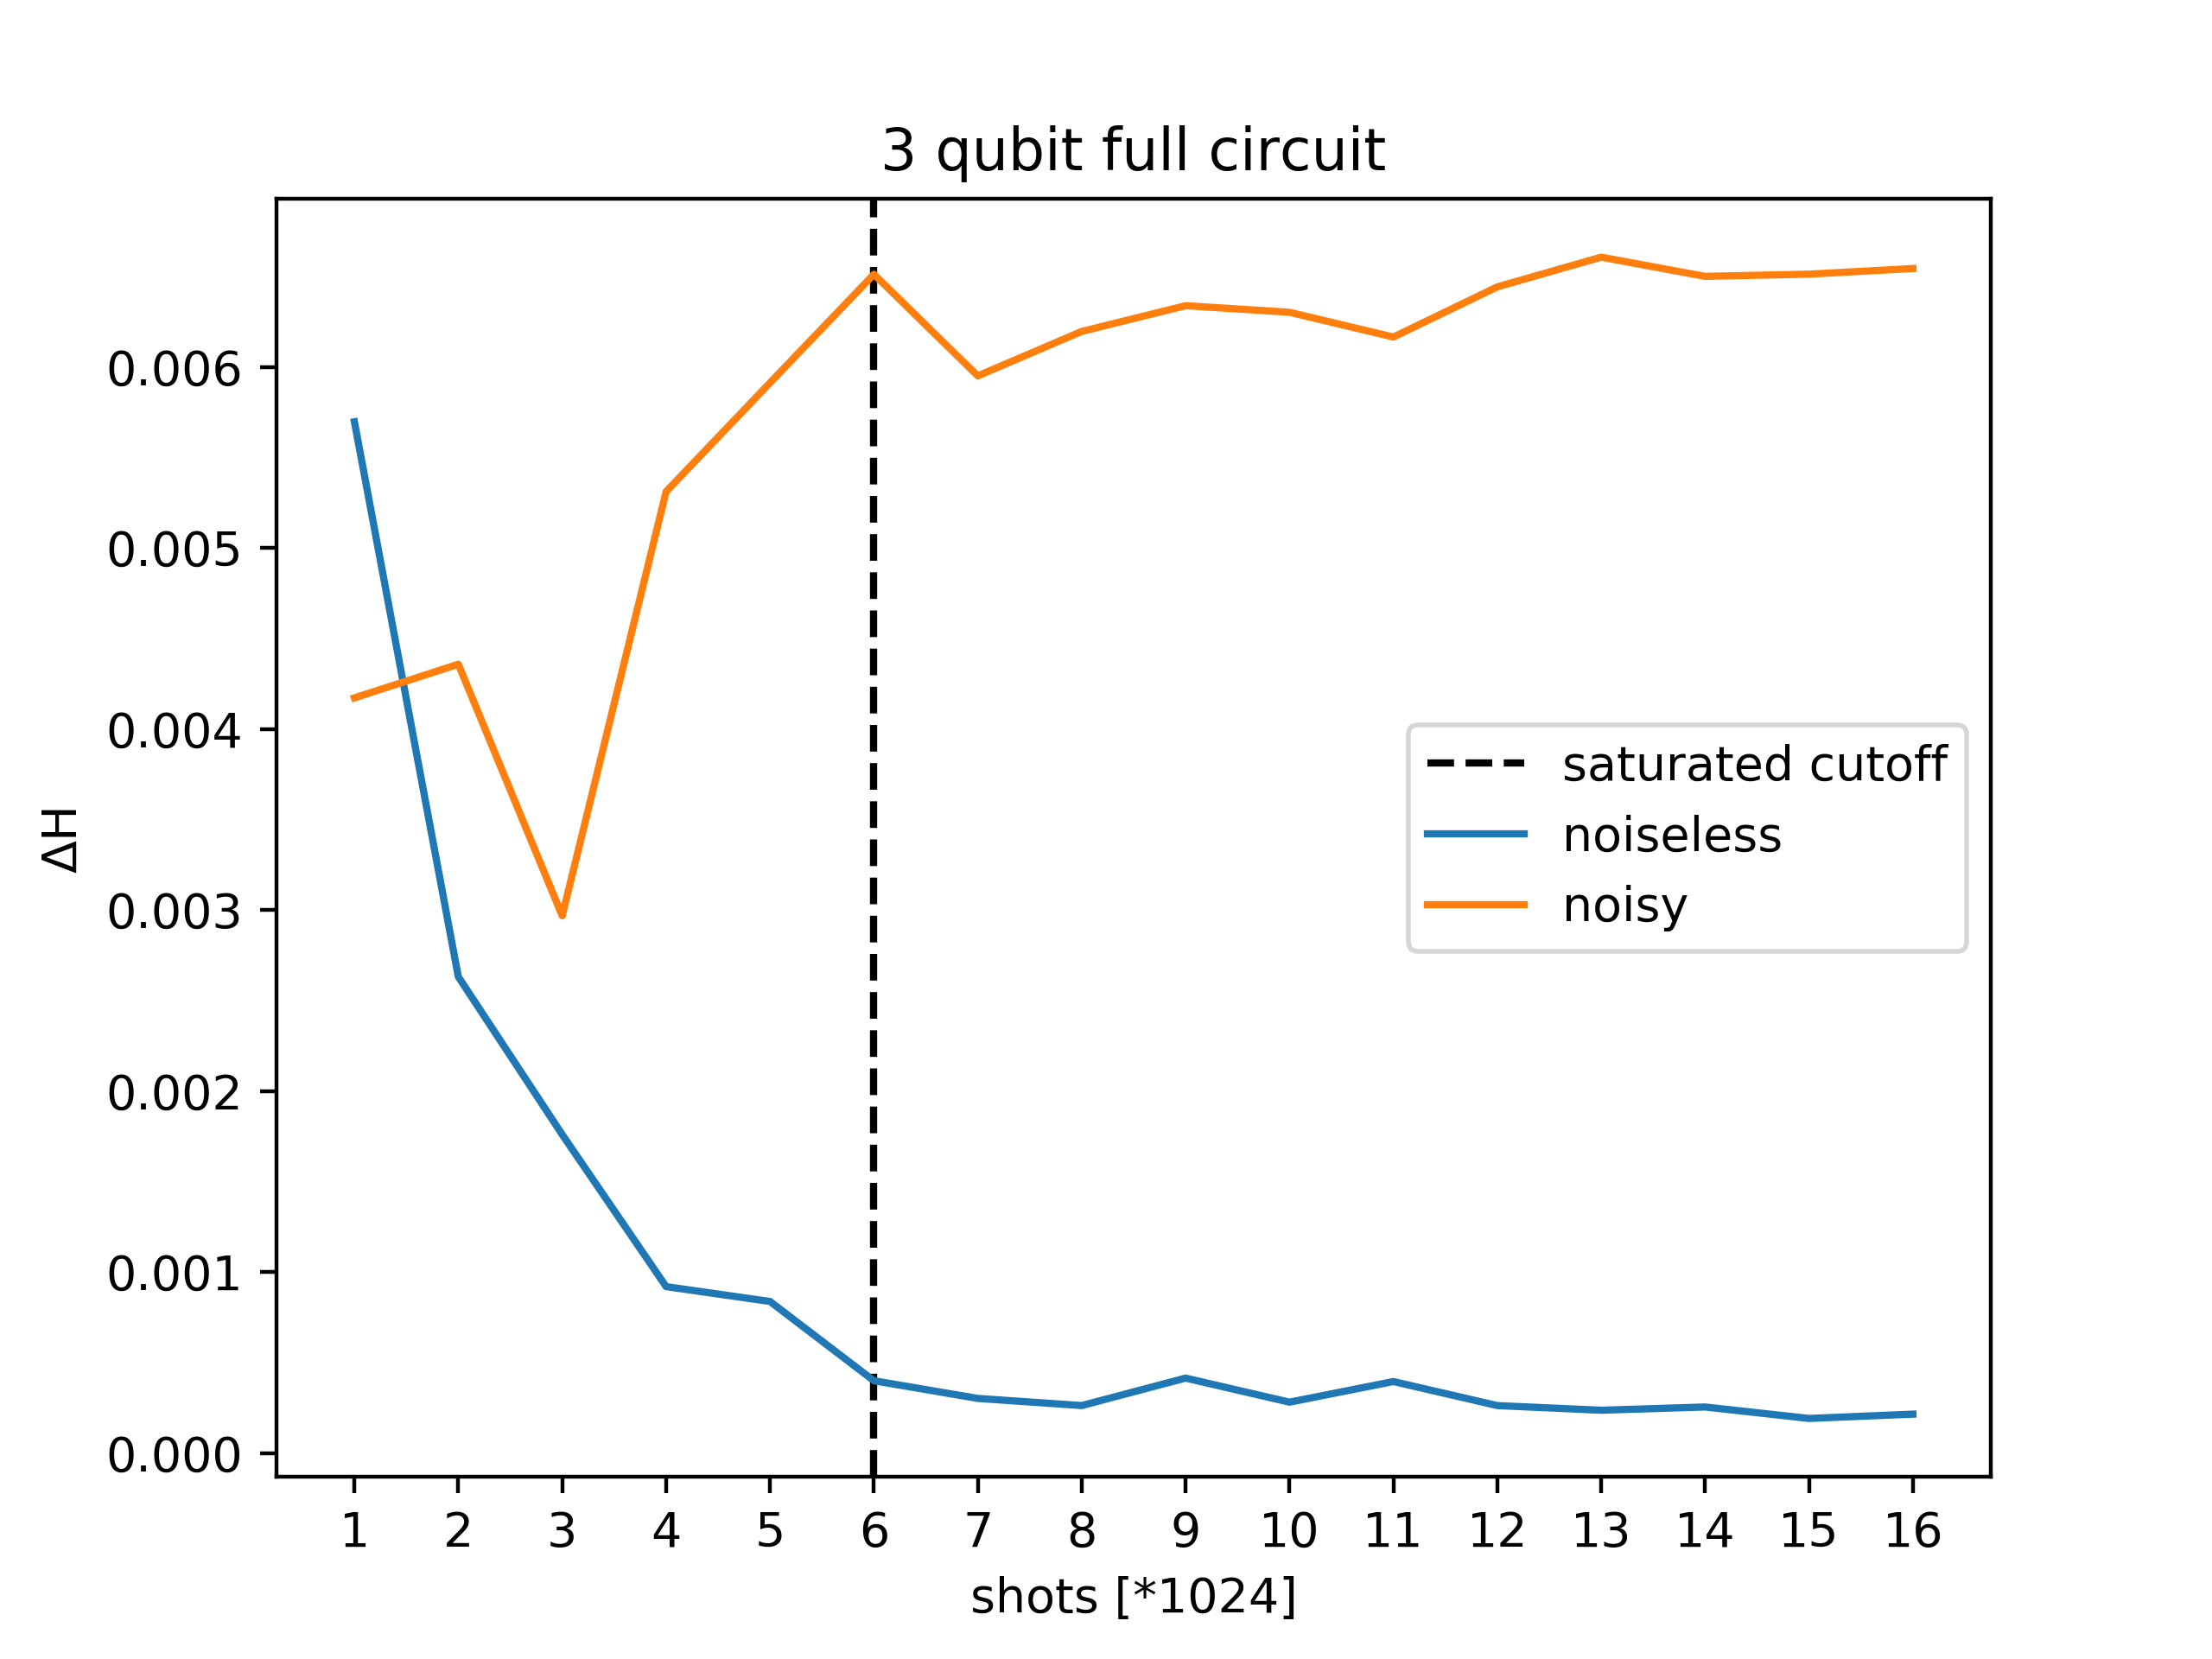 3 qubit full circuit
ΔH
0.006
0.005
0.004
0.003
0.002
0.001
0.000
saturated cutoff
noiseless
noisy
1 2 3 4 5 6 7 8 9 10 11 12 13 14 15 16
shots [*1024]